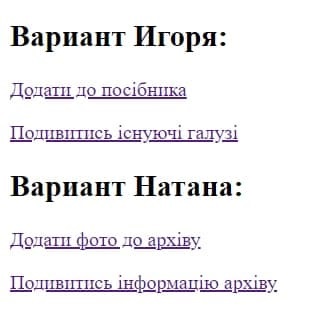 Вариант Игоря:
Додати до посібника
Подивитись існуючі галузі
Вариант Натана:
Додати фото до архіву
Подивитись інформацію архіву